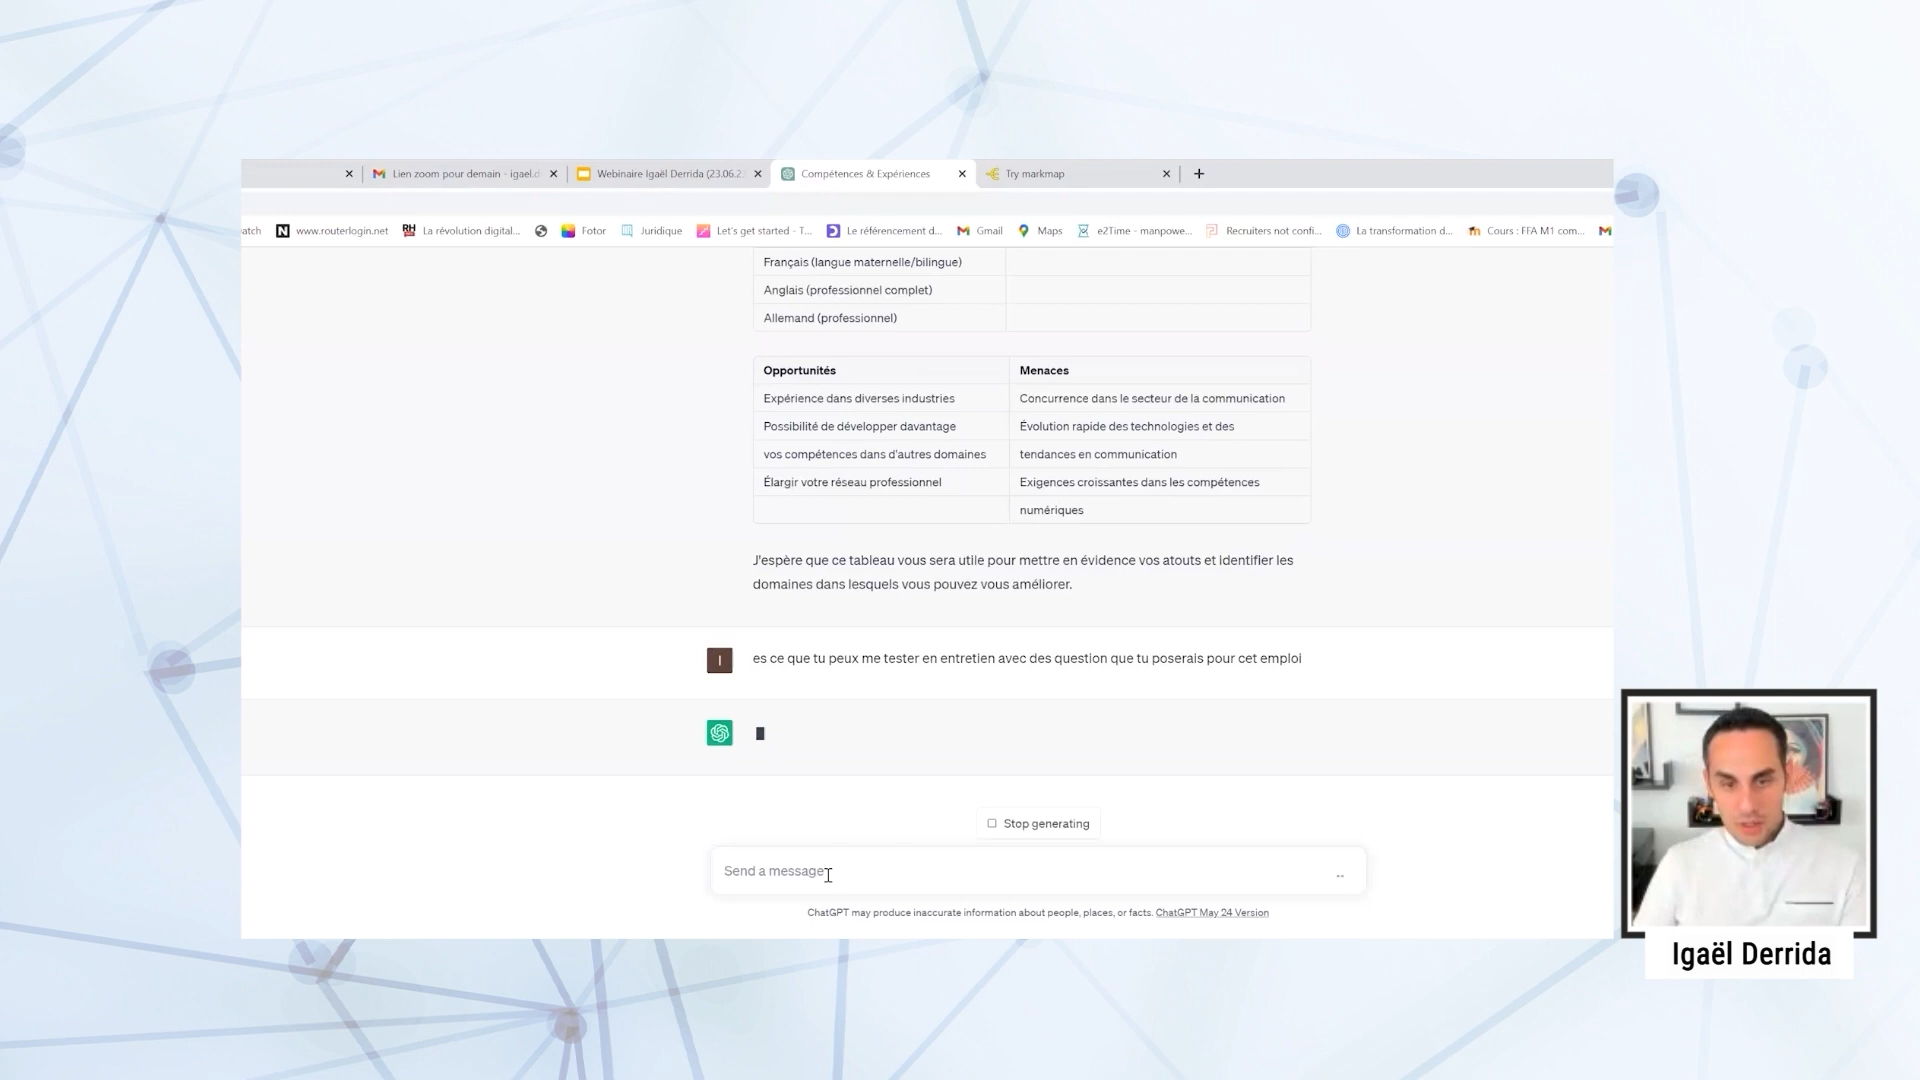 Lien zoom pour demain - igael.d
Webinaire Igaël Derrida (23.06.2
Compétences & Expériences
Try markmap
atch
N
www.routerlogin.net
RH
La révolution digital...
Fotor
Juridique
Let's get started - T...
Le référencement d...
Gmail
Maps
e2Time - manpowe...
Recruiters not confi...
La transformation d...
Cours : FFA M1 com...
Français (langue maternelle/bilingue)
Anglais (professionnel complet)
Allemand (professionnel)
Opportunités Menaces
Expérience dans diverses industries Concurrence dans le secteur de la communication
Possibilité de développer davantage Évolution rapide des technologies et des
vos compétences dans d'autres domaines tendances en communication
Élargir votre réseau professionnel Exigences croissantes dans les compétences
numériques
J'espère que ce tableau vous sera utile pour mettre en évidence vos atouts et identifier les
domaines dans lesquels vous pouvez vous améliorer.
I
es ce que tu peux me tester en entretien avec des question que tu poserais pour cet emploi
Stop generating
Send a message
ChatGPT may produce inaccurate information about people, places, or facts. ChatGPT May 24 Version
Igaël Derrida